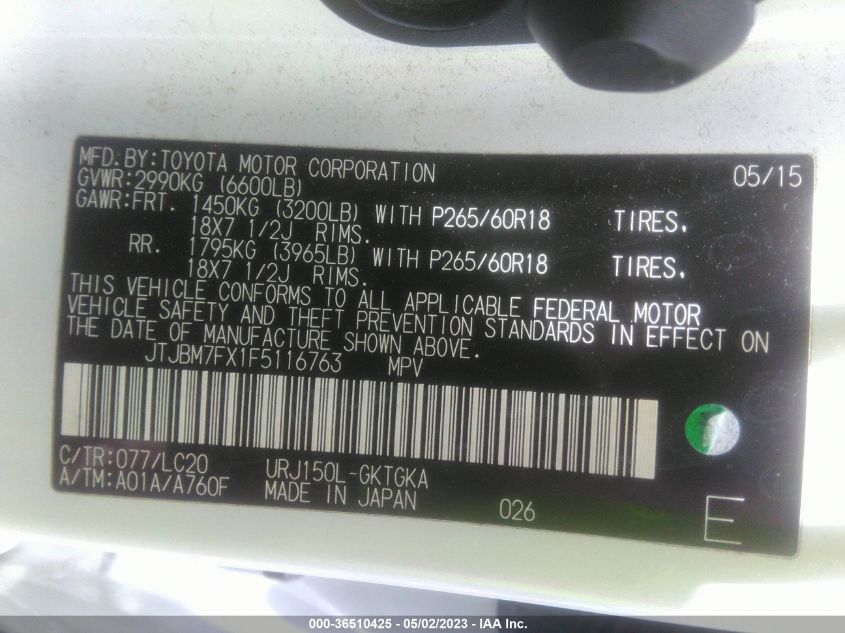 MFD.BY:TOYOTA MOTOR CORPORATION 05/15
GVWR:2990KG (6600LB)
GAWR:FRT. 1450KG (3200LB) WITH P265/60R18 TIRES.
18X7 1/2J RIMS.
RR. 1795KG (3965LB) WITH P265/60R18 TIRES.
18X7 1/2J RIMS.
THIS VEHICLE CONFORMS TO ALL APPLICABLE FEDERAL MOTOR
VEHICLE SAFETY AND THEFT PREVENTION STANDARDS IN EFFECT ON
THE DATE OF MANUFACTURE SHOWN ABOVE.
JTJBM7FX1F5116763 MPV
C/TR:077/LC20 URJ150L-GKTGKA
A/TM:A01A/A760F MADE IN JAPAN 026 E
000-36510425 - 05/02/2023 - IAA Inc.